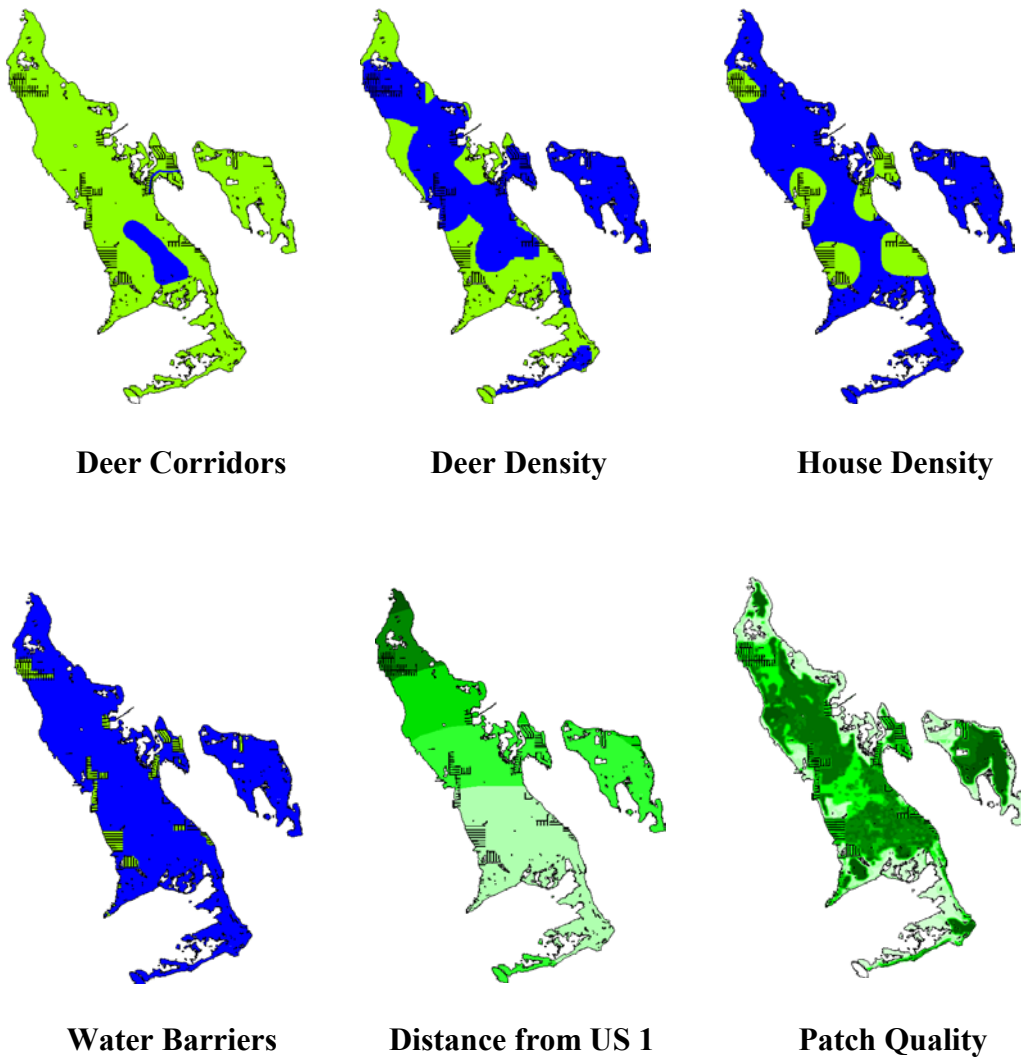 Deer Corridors
Deer Density
House Density
Water Barriers
Distance from US 1
Patch Quality